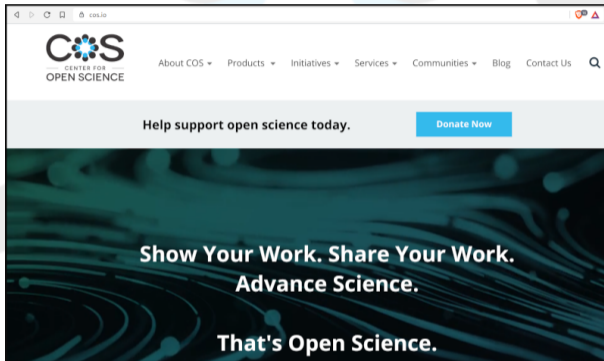 cos.io
COS
CENTER FOR
OPEN SCIENCE
About COS
Products
Initiatives
Services
Communities
Blog
Contact Us
Help support open science today.
Donate Now
Show Your Work. Share Your Work.
Advance Science.
That's Open Science.